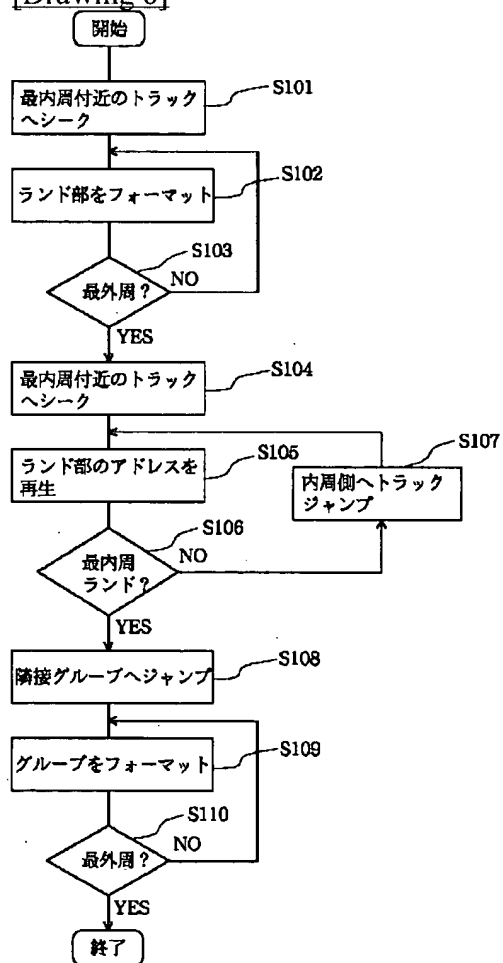 [Drawing 6]
開始
最内周付近のトラック
へシーク
S101
ランド部をフォーマット
S102
S103
最外周？
NO
YES
最内周付近のトラック
へシーク
S104
ランド部のアドレスを
再生
S105
内周側へトラック
ジャンプ
S107
S106
最内周
ランド？
NO
YES
隣接グルーブへジャンプ
S108
グルーブをフォーマット
S109
S110
最外周？
NO
YES
終了